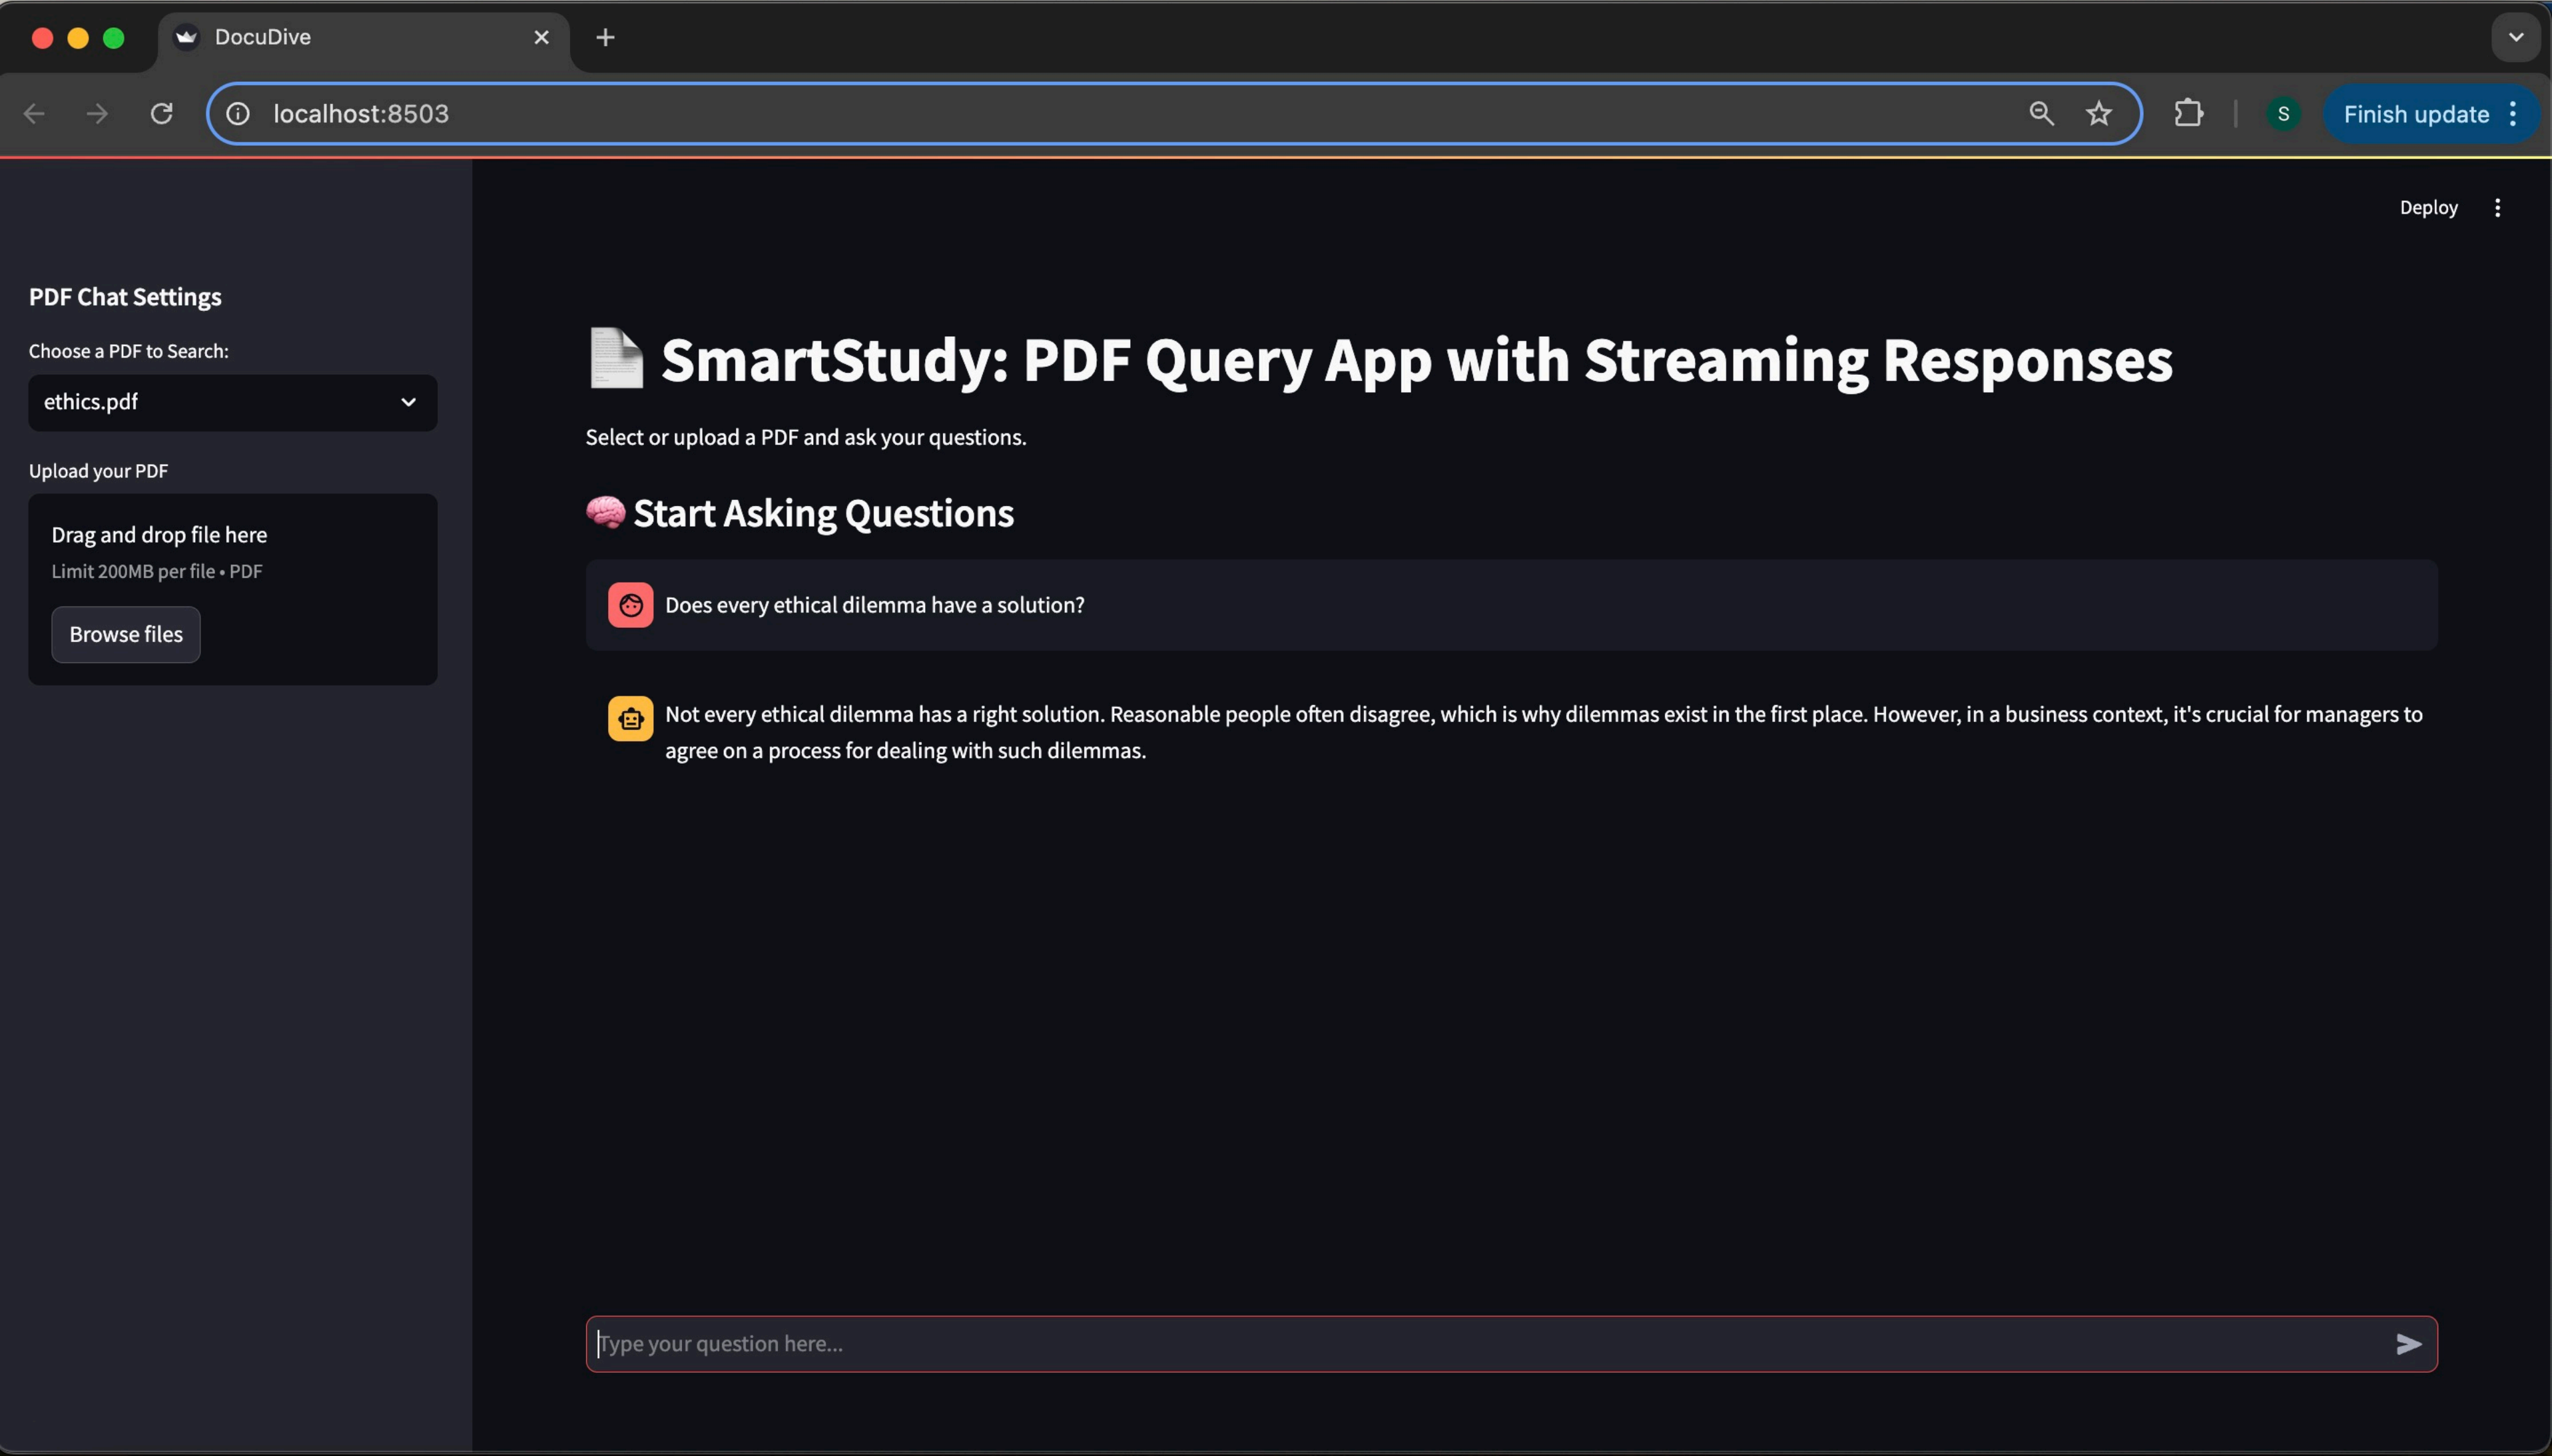 DocuDive
localhost:8503
S
Finish update
Deploy
PDF Chat Settings
Choose a PDF to Search:
ethics.pdf
Upload your PDF
Drag and drop file here
Limit 200MB per file • PDF
Browse files
SmartStudy: PDF Query App with Streaming Responses
Select or upload a PDF and ask your questions.
Start Asking Questions
Does every ethical dilemma have a solution?
Not every ethical dilemma has a right solution. Reasonable people often disagree, which is why dilemmas exist in the first place. However, in a business context, it's crucial for managers to
agree on a process for dealing with such dilemmas.
Type your question here...